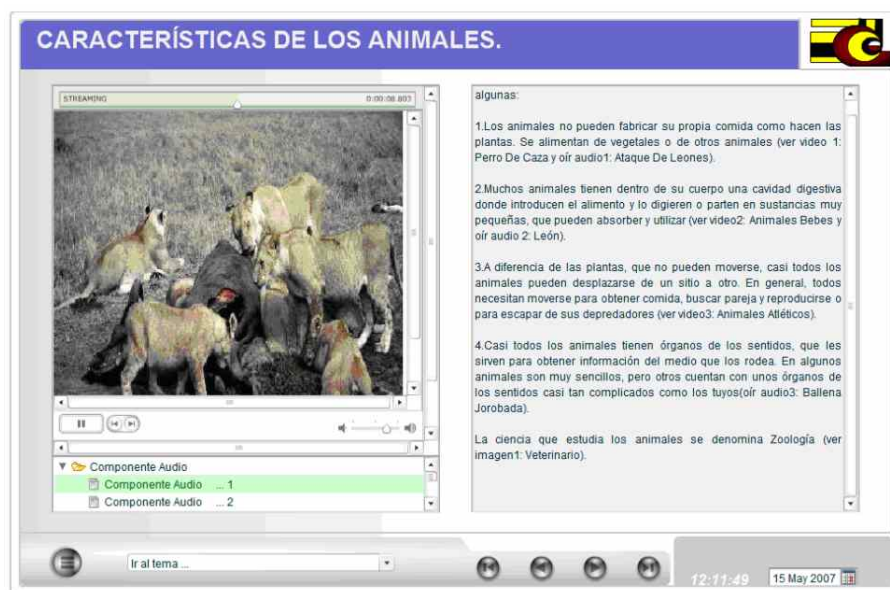 CARACTERÍSTICAS DE LOS ANIMALES.
STREAMING 0:00:08.803
algunas:
1.Los animales no pueden fabricar su propia comida como hacen las
plantas. Se alimentan de vegetales o de otros animales (ver video 1:
Perro De Caza y oír audio1: Ataque De Leones).
2.Muchos animales tienen dentro de su cuerpo una cavidad digestiva
donde introducen el alimento y lo digieren o parten en sustancias muy
pequeñas, que pueden absorber y utilizar (ver video2: Animales Bebes y
oír audio 2: León).
3.A diferencia de las plantas, que no pueden moverse, casi todos los
animales pueden desplazarse de un sitio a otro. En general, todos
necesitan moverse para obtener comida, buscar pareja y reproducirse o
para escapar de sus depredadores (ver video3: Animales Atléticos).
4.Casi todos los animales tienen órganos de los sentidos, que les
sirven para obtener información del medio que los rodea. En algunos
animales son muy sencillos, pero otros cuentan con unos órganos de
los sentidos casi tan complicados como los tuyos(oír audio3: Ballena
Jorobada).
La ciencia que estudia los animales se denomina Zoología (ver
imagen1: Veterinario).
Componente Audio
Componente Audio ... 1
Componente Audio ... 2
Ir al tema ...
12:11:49
15 May 2007